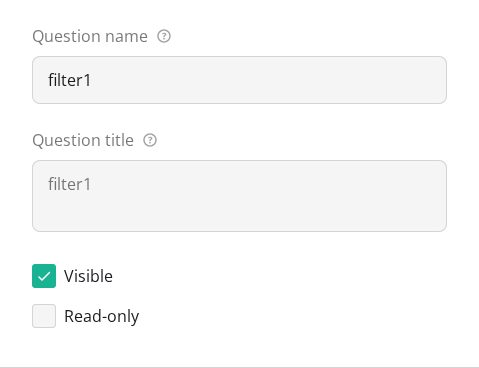 Question name ?
filter1
Question title ?
filter1
Visible
Read-only